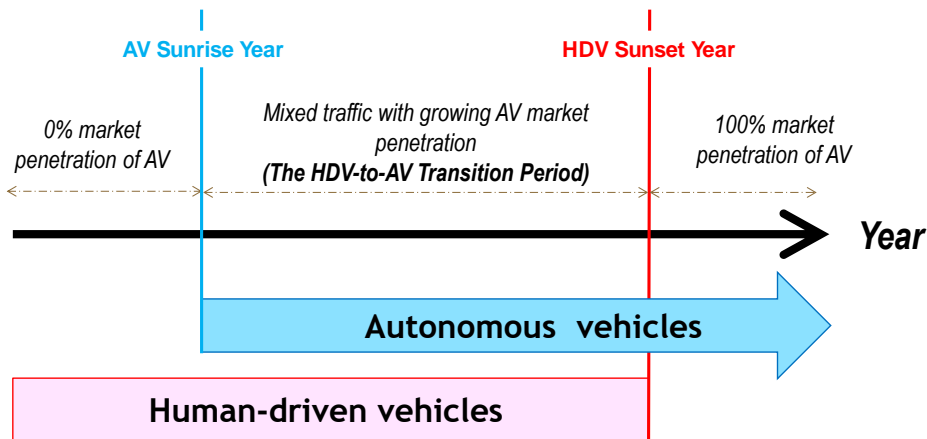 AV Sunrise Year
HDV Sunset Year
0% market
penetration of AV
Mixed traffic with growing AV market
penetration
(The HDV-to-AV Transition Period)
100% market
penetration of AV
Year
Autonomous vehicles
Human-driven vehicles